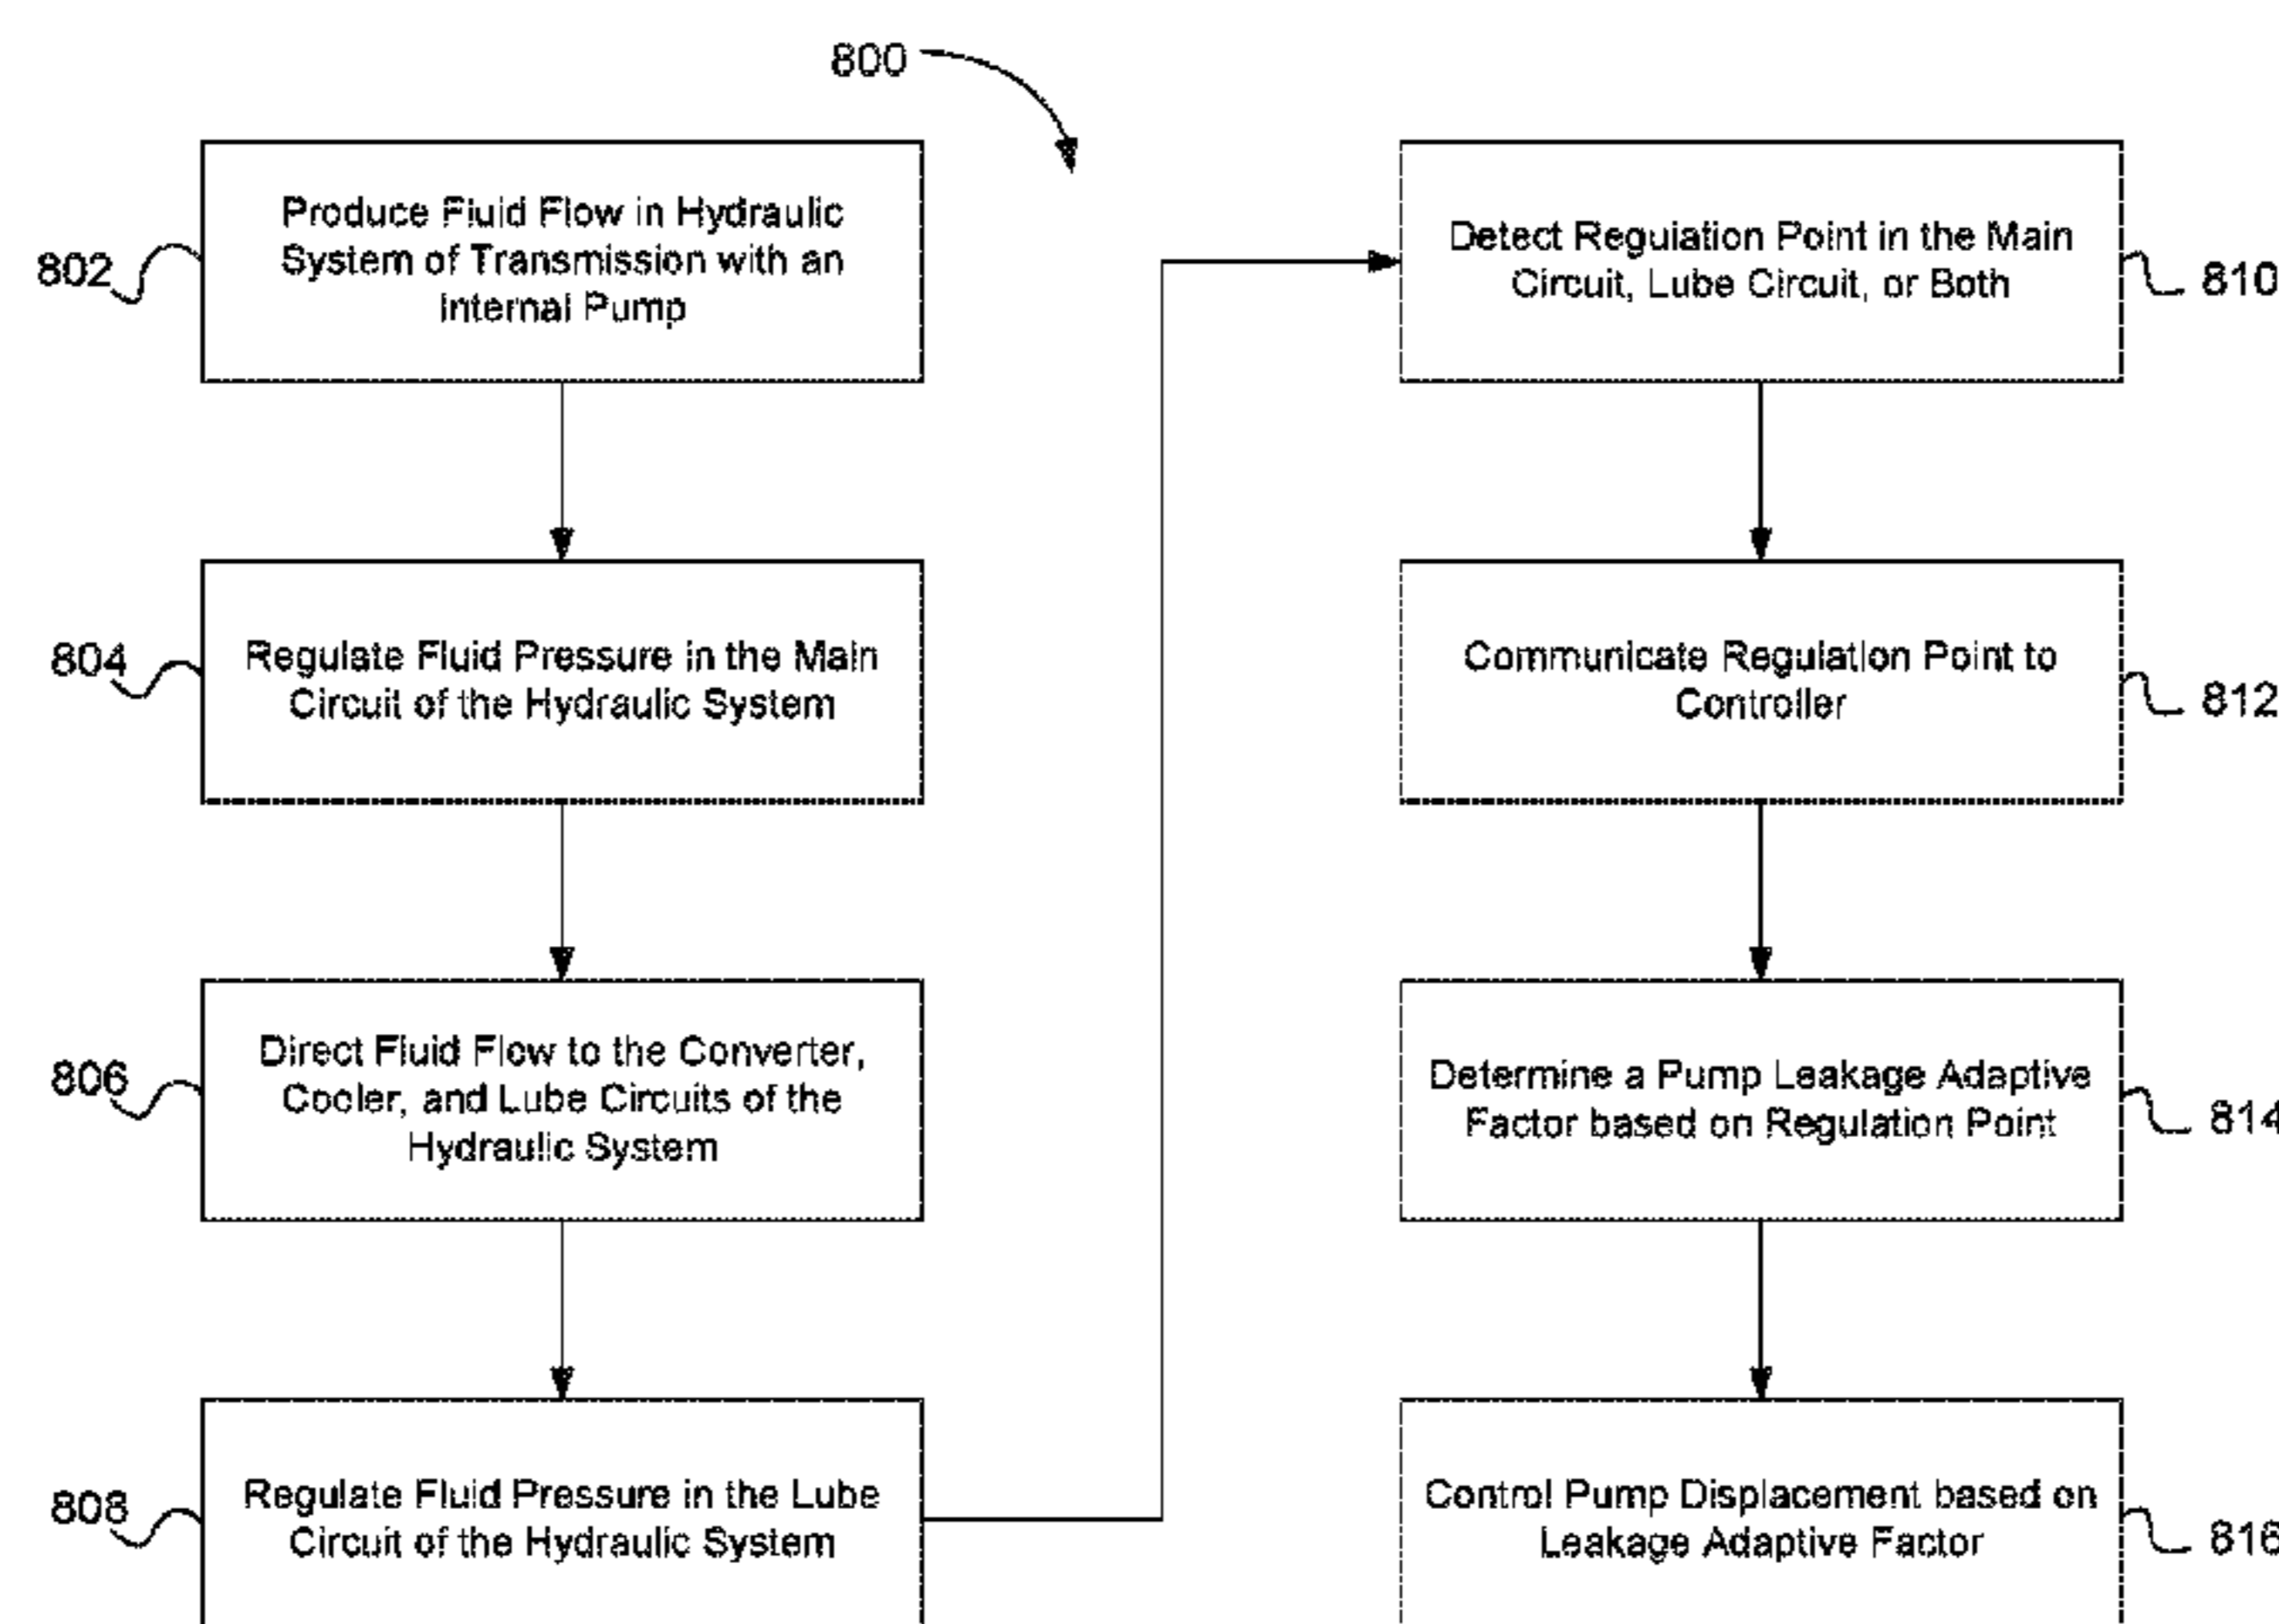 800
802
Produce Fluid Flow in Hydraulic
System of Transmission with an
Internal Pump
804
Regulate Fluid Pressure in the Main
Circuit of the Hydraulic System
806
Direct Fluid Flow to the Converter,
Cooler, and Lube Circuits of the
Hydraulic System
808
Regulate Fluid Pressure in the Lube
Circuit of the Hydraulic System
Detect Regulation Point in the Main
Circuit, Lube Circuit, or Both
810
Communicate Regulation Point to
Controller
812
Determine a Pump Leakage Adaptive
Factor based on Regulation Point
814
Control Pump Displacement based on
Leakage Adaptive Factor
816